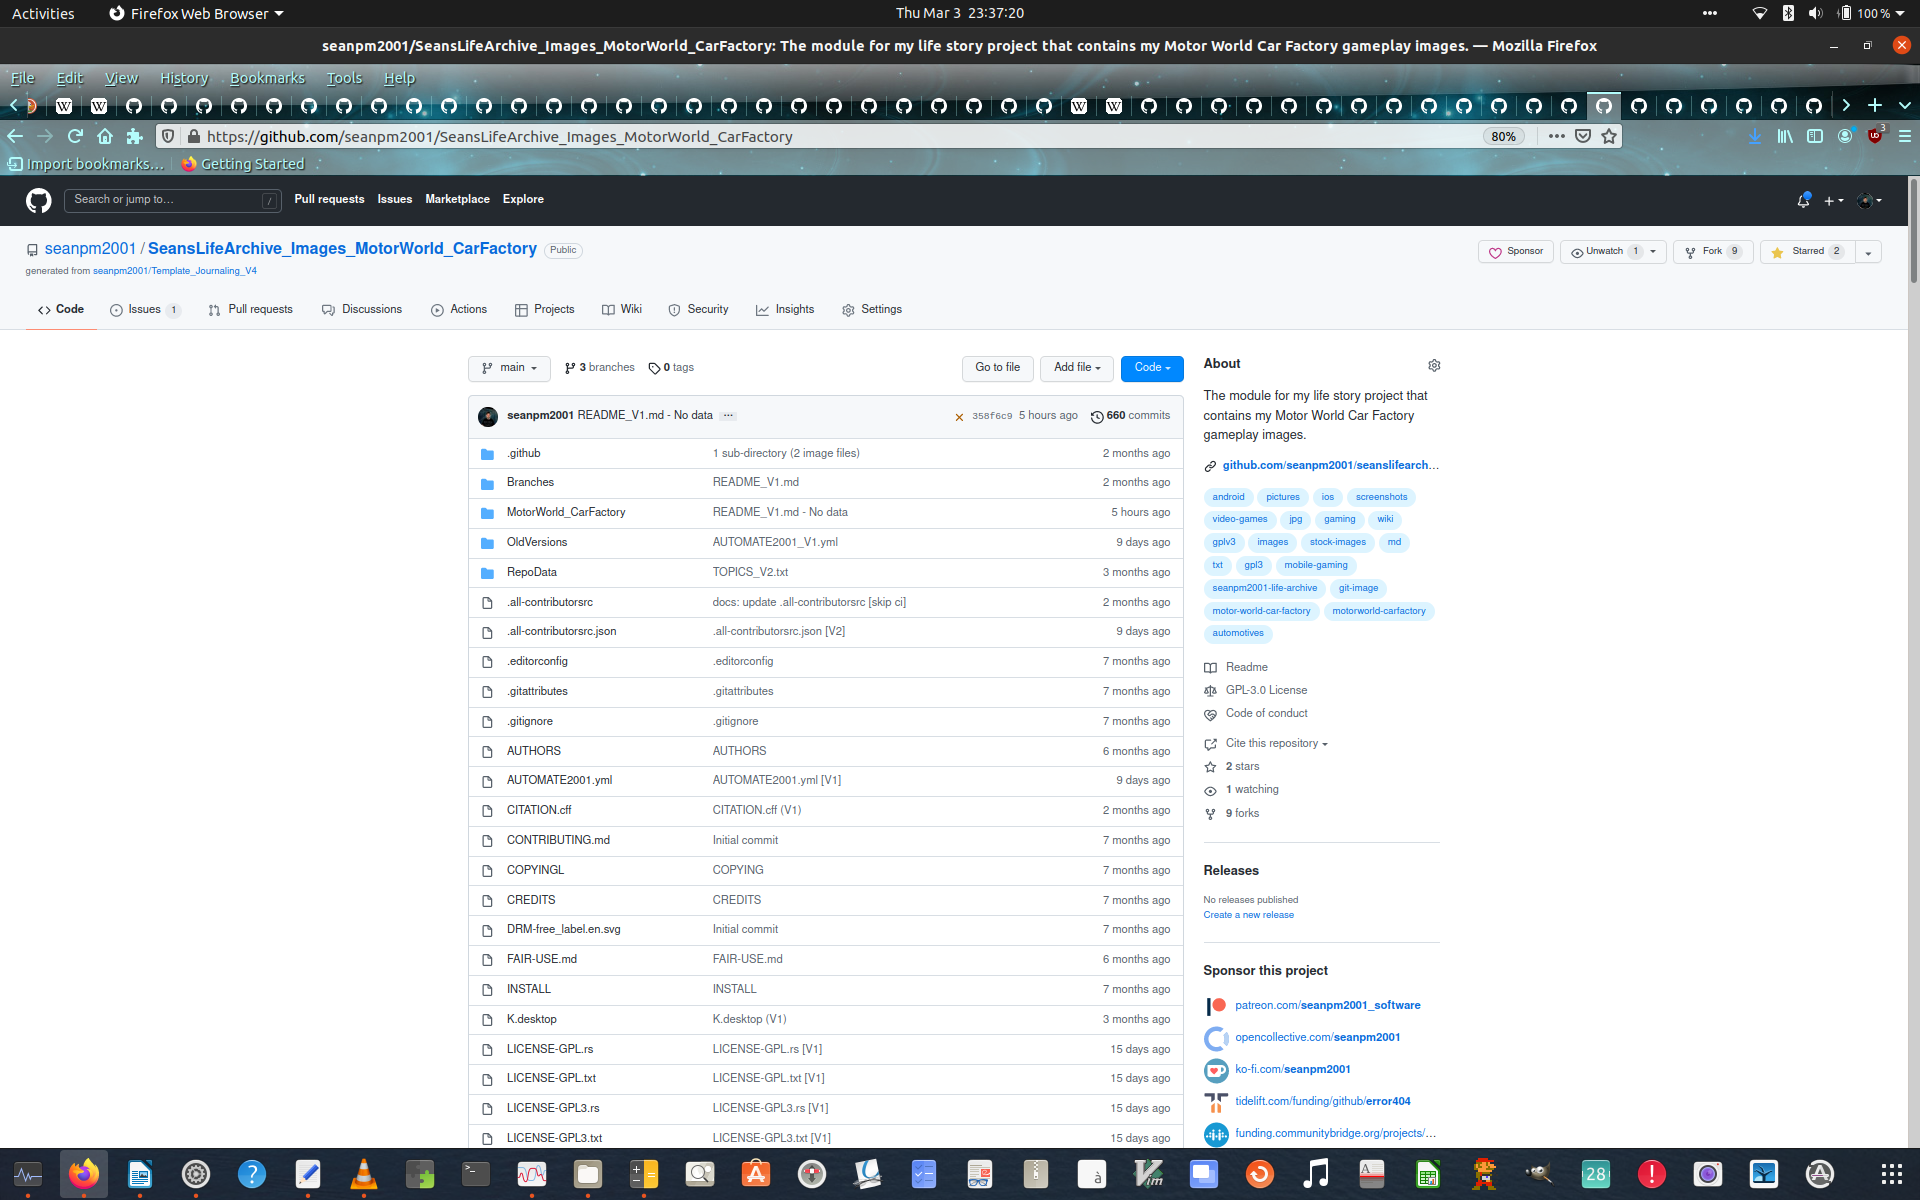 Activities
Firefox Web Browser
Thu Mar 3 23:37:20
100 %
seanpm2001/SeansLifeArchive_Images_MotorWorld_CarFactory: The module for my life story project that contains my Motor World Car Factory gameplay images. — Mozilla Firefox
File Edit View History Bookmarks Tools Help
https://github.com/seanpm2001/SeansLifeArchive_Images_MotorWorld_CarFactory
80%
3
Import bookmarks... Getting Started
Search or jump to... /
Pull requests Issues Marketplace Explore
seanpm2001 / SeansLifeArchive_Images_MotorWorld_CarFactory Public
generated from seanpm2001/Template_Journaling_V4
Sponsor Unwatch 1 Fork 9 Starred 2
Code Issues 1 Pull requests Discussions Actions Projects Wiki Security Insights Settings
main 3 branches 0 tags Go to file Add file Code
seanpm2001 README_V1.md - No data ... 358f6c9 5 hours ago 660 commits
.github 1 sub-directory (2 image files) 2 months ago
Branches README_V1.md 2 months ago
MotorWorld_CarFactory README_V1.md - No data 5 hours ago
OldVersions AUTOMATE2001_V1.yml 9 days ago
RepoData TOPICS_V2.txt 3 months ago
.all-contributorsrc docs: update .all-contributorsrc [skip ci] 2 months ago
.all-contributorsrc.json .all-contributorsrc.json [V2] 9 days ago
.editorconfig .editorconfig 7 months ago
.gitattributes .gitattributes 7 months ago
.gitignore .gitignore 7 months ago
AUTHORS AUTHORS 6 months ago
AUTOMATE2001.yml AUTOMATE2001.yml [V1] 9 days ago
CITATION.cff CITATION.cff (V1) 2 months ago
CONTRIBUTING.md Initial commit 7 months ago
COPYINGL COPYING 7 months ago
CREDITS CREDITS 7 months ago
DRM-free_label.en.svg Initial commit 7 months ago
FAIR-USE.md FAIR-USE.md 6 months ago
INSTALL INSTALL 7 months ago
K.desktop K.desktop (V1) 3 months ago
LICENSE-GPL.rs LICENSE-GPL.rs [V1] 15 days ago
LICENSE-GPL.txt LICENSE-GPL.txt [V1] 15 days ago
LICENSE-GPL3.rs LICENSE-GPL3.rs [V1] 15 days ago
LICENSE-GPL3.txt LICENSE-GPL3.txt [V1] 15 days ago
About
The module for my life story project that
contains my Motor World Car Factory
gameplay images.
github.com/seanpm2001/seanslifearch...
android pictures ios screenshots
video-games jpg gaming wiki
gplv3 images stock-images md
txt gpl3 mobile-gaming
seanpm2001-life-archive git-image
motor-world-car-factory motorworld-carfactory
automotives
Readme
GPL-3.0 License
Code of conduct
Cite this repository
2 stars
1 watching
9 forks
Releases
No releases published
Create a new release
Sponsor this project
patreon.com/seanpm2001_software
opencollective.com/seanpm2001
ko-fi.com/seanpm2001
tidelift.com/funding/github/error404
funding.communitybridge.org/projects/...
28